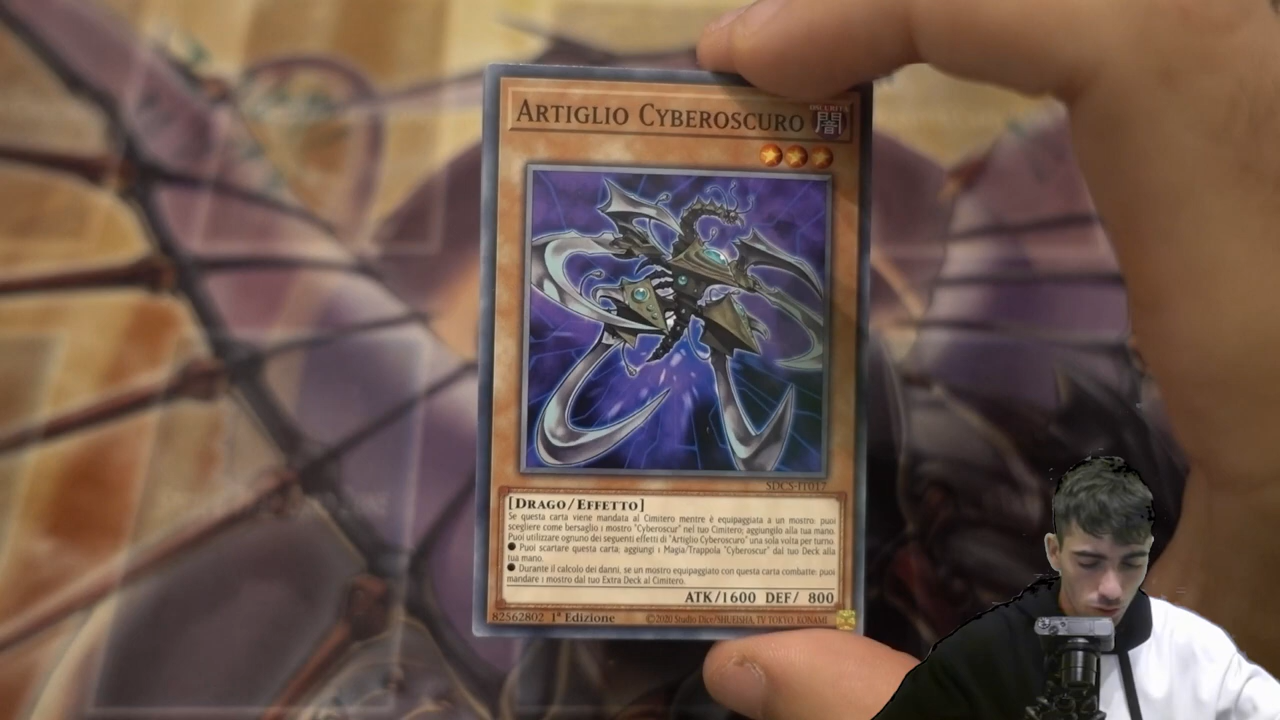 ARTIGLIO CYBEROSCURO
闇
SDCS-IT017
[DRAGO/EFFETTO]
Se questa carta viene mandata al Cimitero mentre è equipaggiata a un mostro: puoi
scegliere come bersaglio 1 mostro "Cyberoscur" nel tuo Cimitero; aggiungilo alla tua mano.
Puoi utilizzare ognuno dei seguenti effetti di "Artiglio Cyberoscuro" una sola volta per turno.
● Puoi scartare questa carta; aggiungi 1 Magia/Trappola "Cyberoscur" dal tuo Deck alla
tua mano.
● Durante il calcolo dei danni, se un mostro equipaggiato con questa carta combatte: puoi
mandare 1 mostro dal tuo Extra Deck al Cimitero.
ATK/1600 DEF/ 800
82562802 1ª Edizione ©2020 Studio Dice/SHUEISHA, TV TOKYO, KONAMI